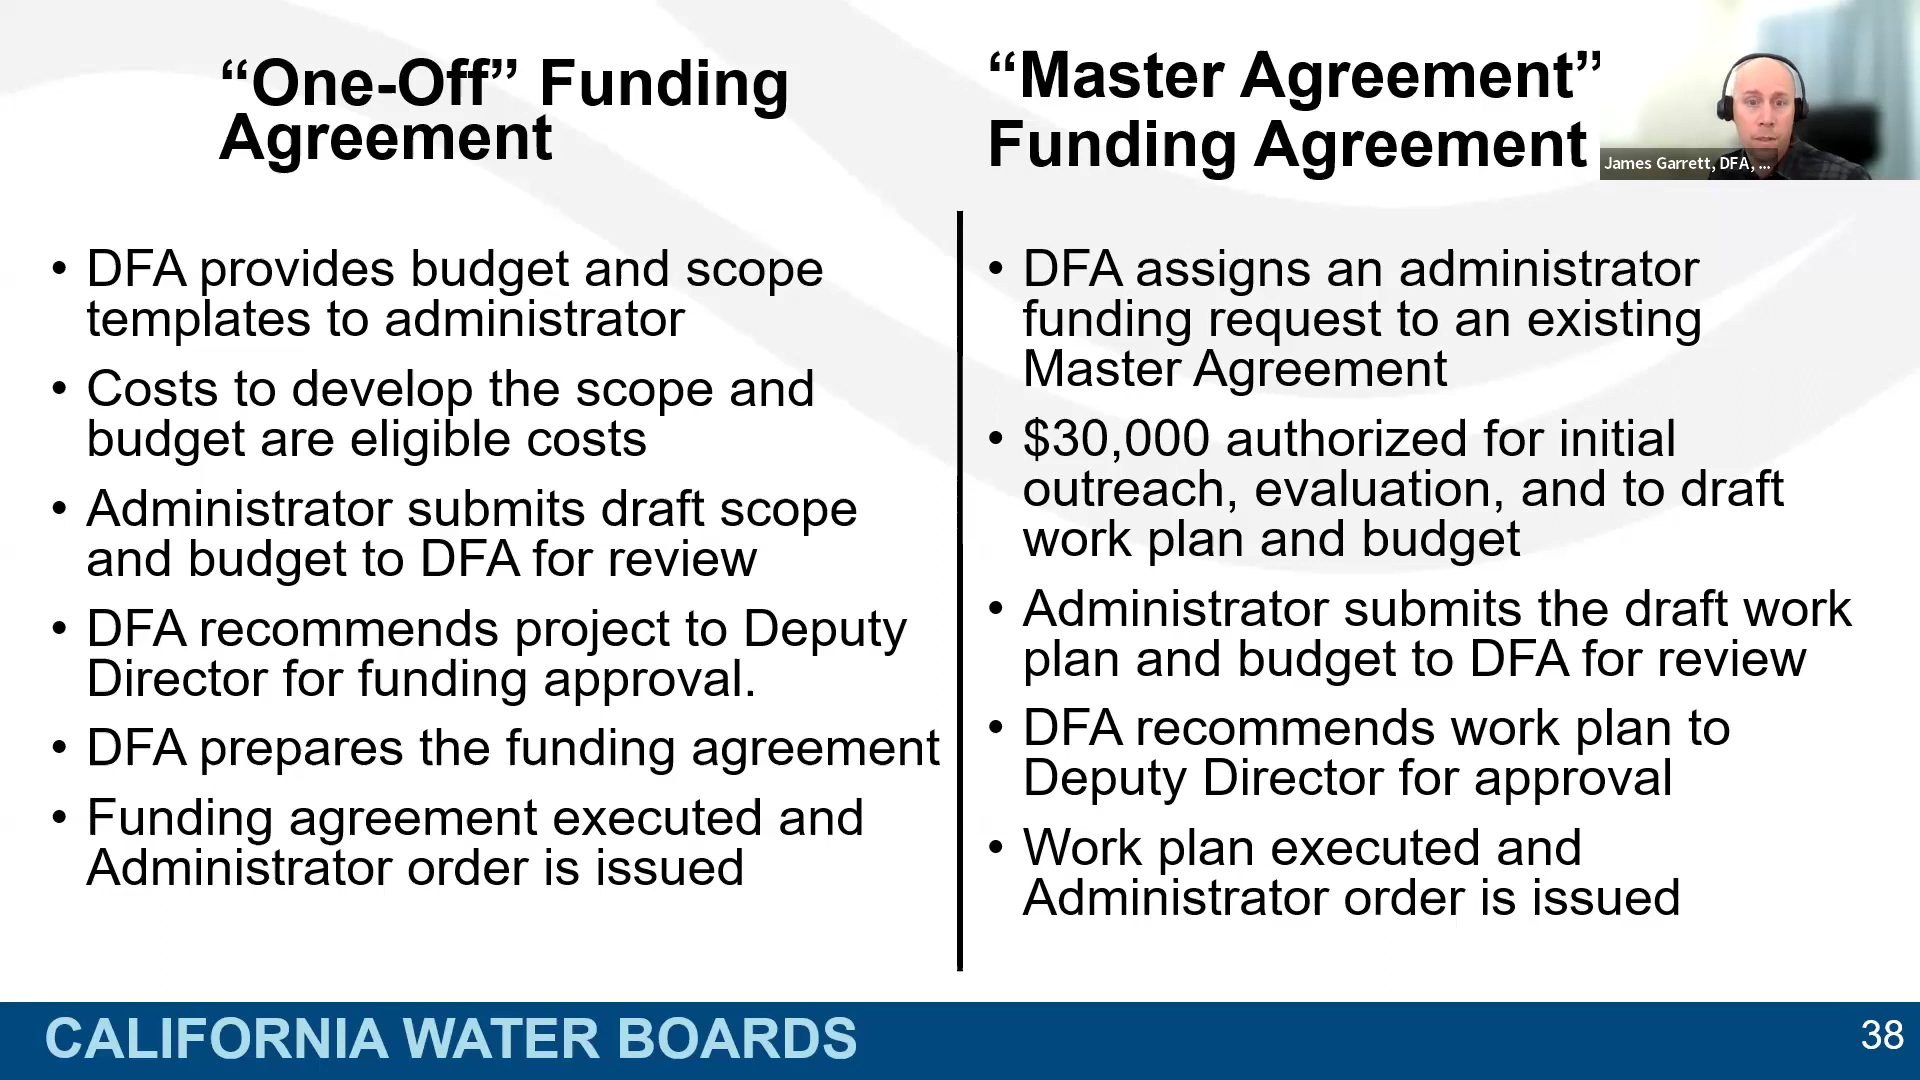 “One-Off” Funding
Agreement
• DFA provides budget and scope
templates to administrator
• Costs to develop the scope and
budget are eligible costs
• Administrator submits draft scope
and budget to DFA for review
• DFA recommends project to Deputy
Director for funding approval.
• DFA prepares the funding agreement
• Funding agreement executed and
Administrator order is issued
“Master Agreement”
Funding Agreement
James Garrett, DFA, ...
• DFA assigns an administrator
funding request to an existing
Master Agreement
• $30,000 authorized for initial
outreach, evaluation, and to draft
work plan and budget
• Administrator submits the draft work
plan and budget to DFA for review
• DFA recommends work plan to
Deputy Director for approval
• Work plan executed and
Administrator order is issued
CALIFORNIA WATER BOARDS
38